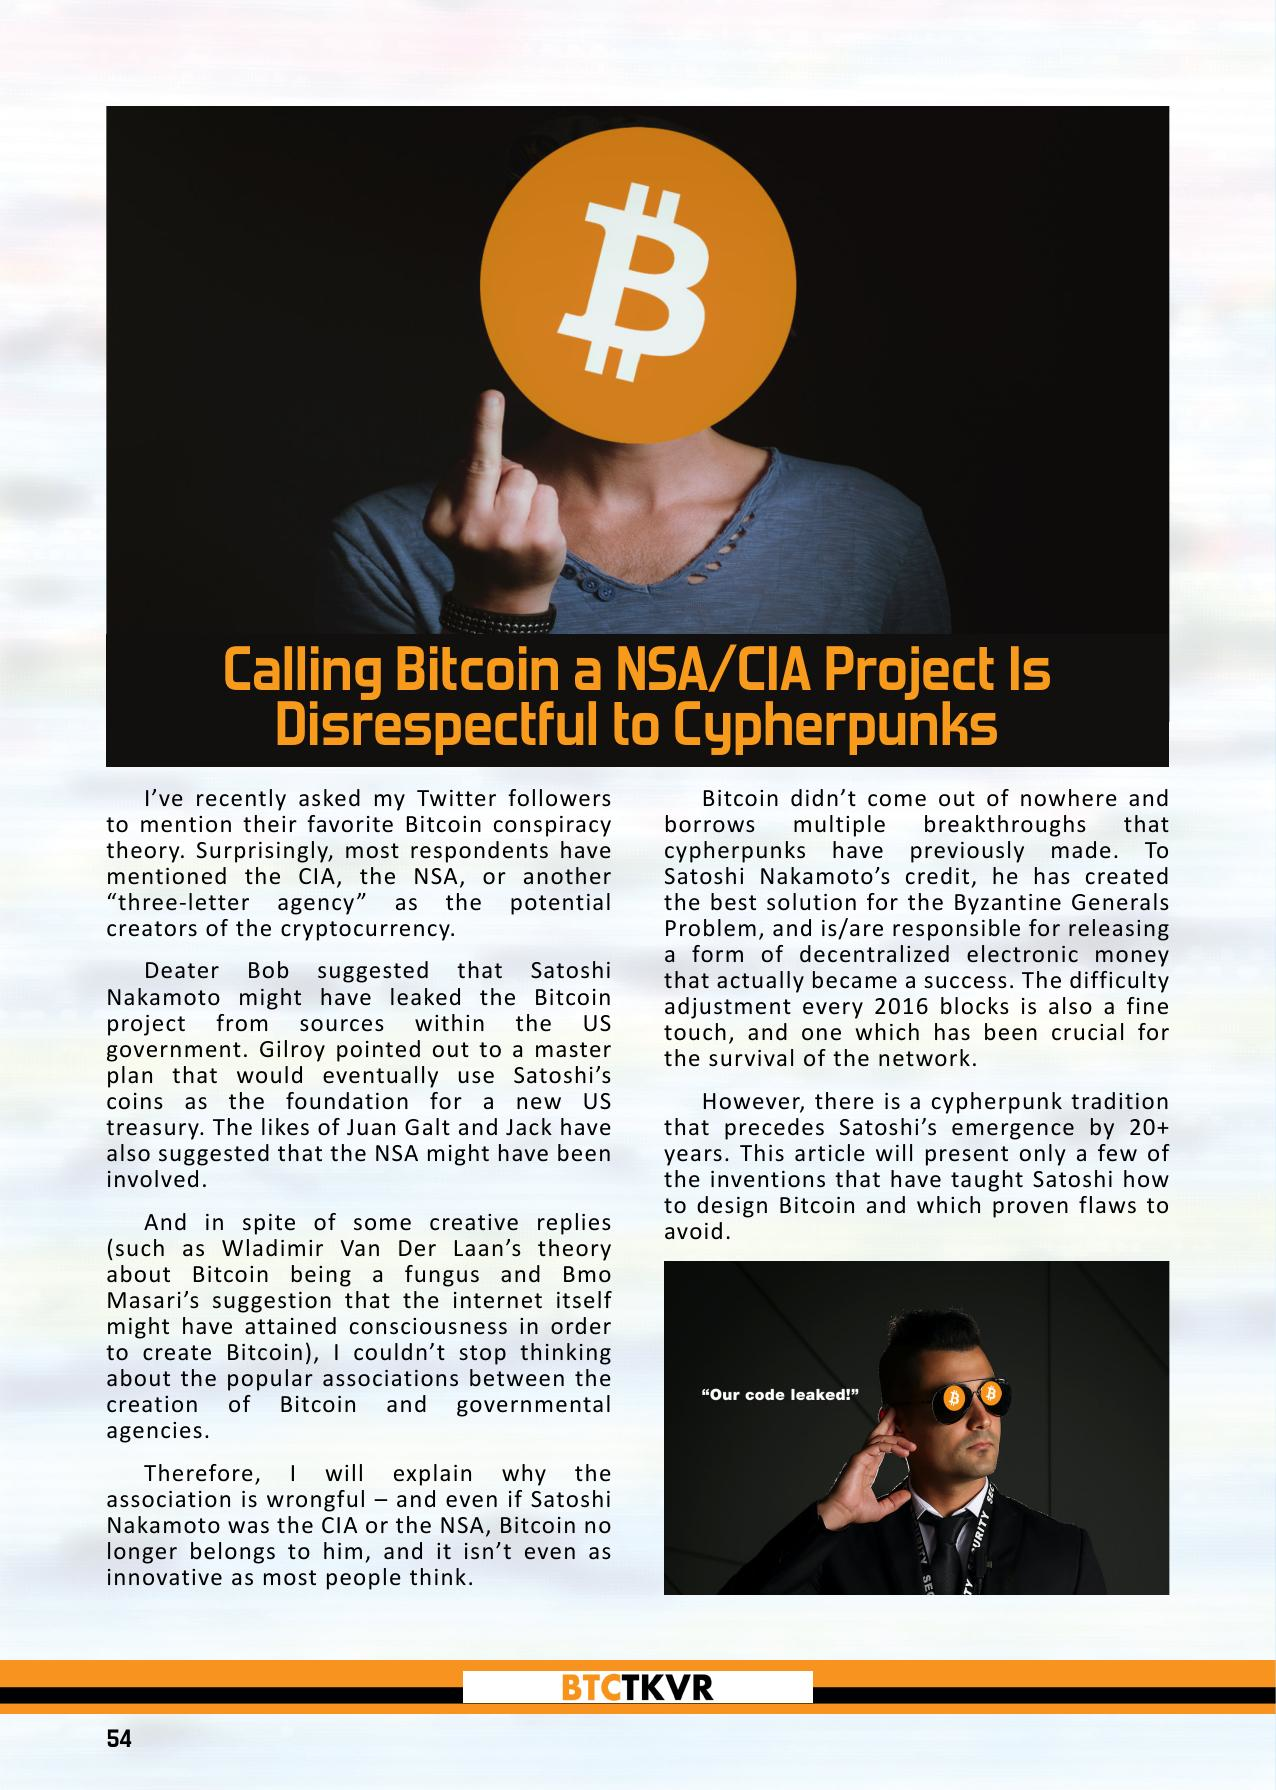 Calling Bitcoin a NSA/CIA Project Is
Disrespectful to Cypherpunks
I’ve recently asked my Twitter followers
to mention their favorite Bitcoin conspiracy
theory. Surprisingly, most respondents have
mentioned the CIA, the NSA, or another
“three-letter agency” as the potential
creators of the cryptocurrency.
Deater Bob suggested that Satoshi
Nakamoto might have leaked the Bitcoin
project from sources within the US
government. Gilroy pointed out to a master
plan that would eventually use Satoshi’s
coins as the foundation for a new US
treasury. The likes of Juan Galt and Jack have
also suggested that the NSA might have been
involved.
And in spite of some creative replies
(such as Wladimir Van Der Laan’s theory
about Bitcoin being a fungus and Bmo
Masari’s suggestion that the internet itself
might have attained consciousness in order
to create Bitcoin), I couldn’t stop thinking
about the popular associations between the
creation of Bitcoin and governmental
agencies.
Therefore, I will explain why the
association is wrongful – and even if Satoshi
Nakamoto was the CIA or the NSA, Bitcoin no
longer belongs to him, and it isn’t even as
innovative as most people think.
Bitcoin didn’t come out of nowhere and
borrows multiple breakthroughs that
cypherpunks have previously made. To
Satoshi Nakamoto’s credit, he has created
the best solution for the Byzantine Generals
Problem, and is/are responsible for releasing
a form of decentralized electronic money
that actually became a success. The difficulty
adjustment every 2016 blocks is also a fine
touch, and one which has been crucial for
the survival of the network.
However, there is a cypherpunk tradition
that precedes Satoshi’s emergence by 20+
years. This article will present only a few of
the inventions that have taught Satoshi how
to design Bitcoin and which proven flaws to
avoid.
“Our code leaked!”
BTCTKVR
54